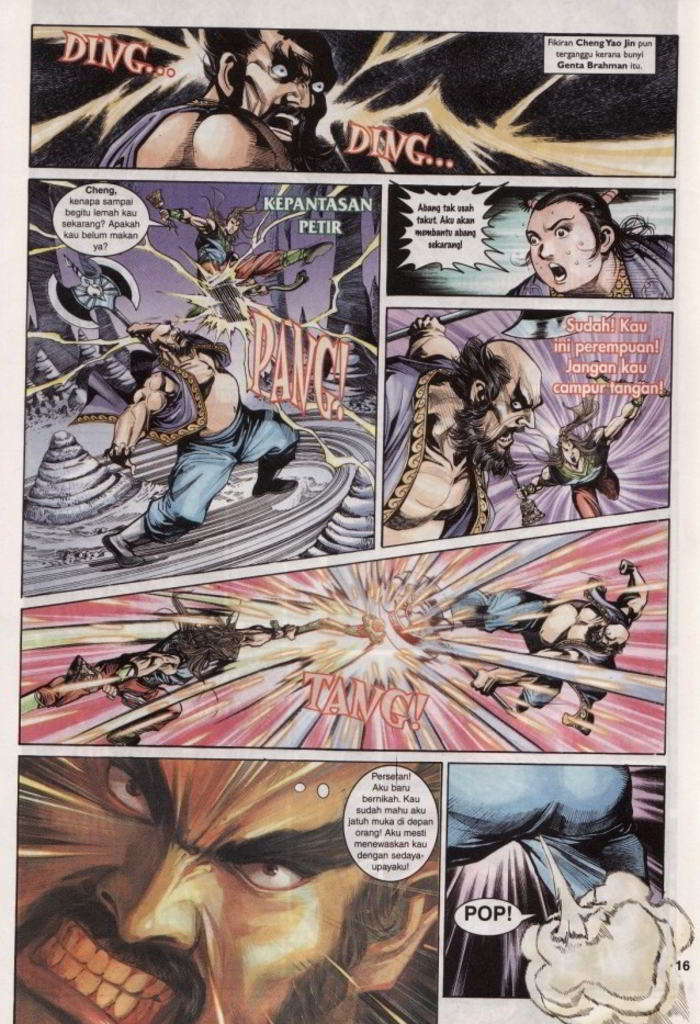 DING...
Fikiran Cheng Yao Jin pun
terganggu kerana bunyi
Genta Brahman itu.
DING...
Cheng,
kenapa sampai
begitu lemah kau
sekarang? Apakah
kau belum makan
ya?
KEPANTASAN
PETIR
PANG!
Abang tak usah
takut. Aku akan
membantu abang
sekarang!
Sudah! Kau
ini perempuan!
Jangan kau
campur tangan!
TANG!
Persetan!
Aku baru
bernikah. Kau
sudah mahu aku
jatuh muka di depan
orang! Aku mesti
menewaskan kau
dengan sedaya-
upayaku!
POP!
16